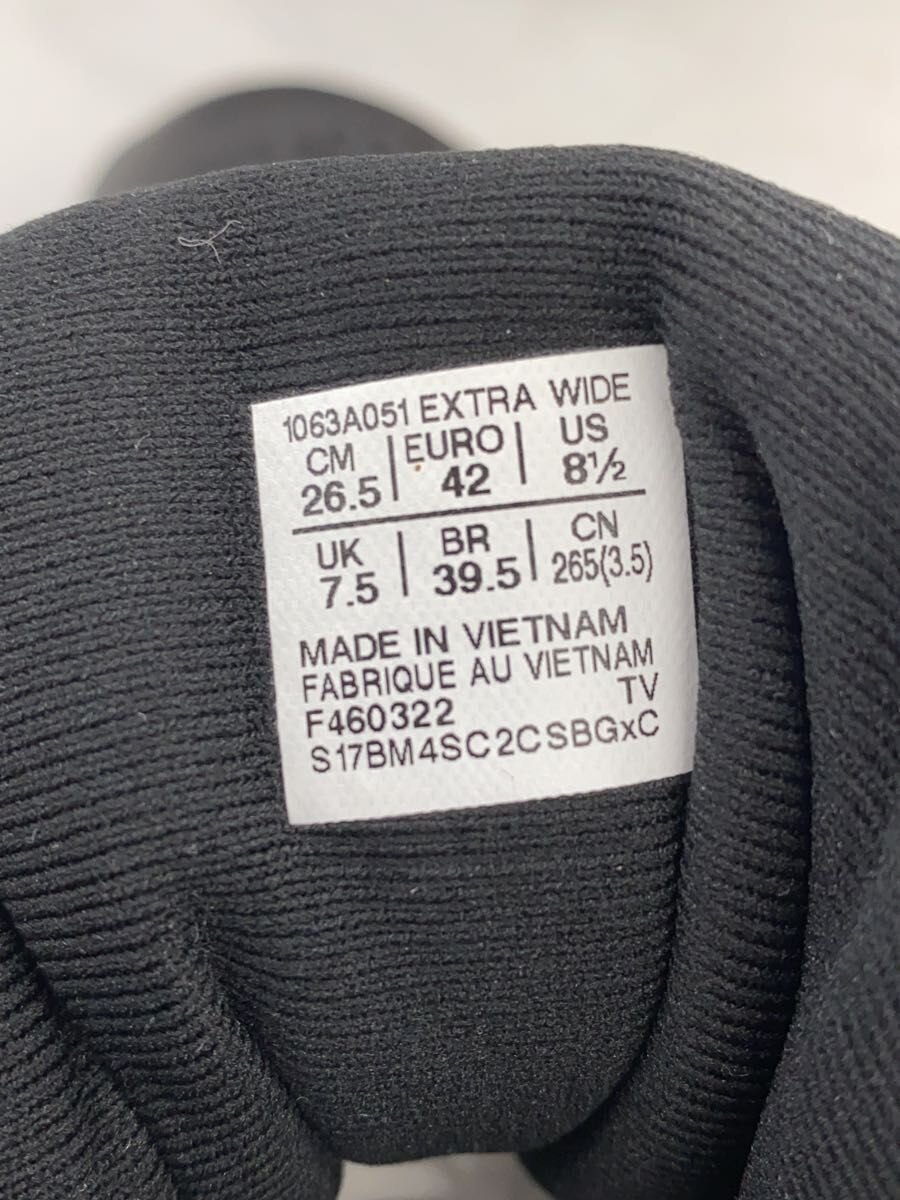 1063A051 EXTRA WIDE
CM | EURO | US
26.5 | 42 | 8½
UK | BR | CN
7.5 | 39.5 | 265(3.5)
MADE IN VIETNAM
FABRIQUE AU VIETNAM
F460322 TV
S17BM4SC2CSBGxC